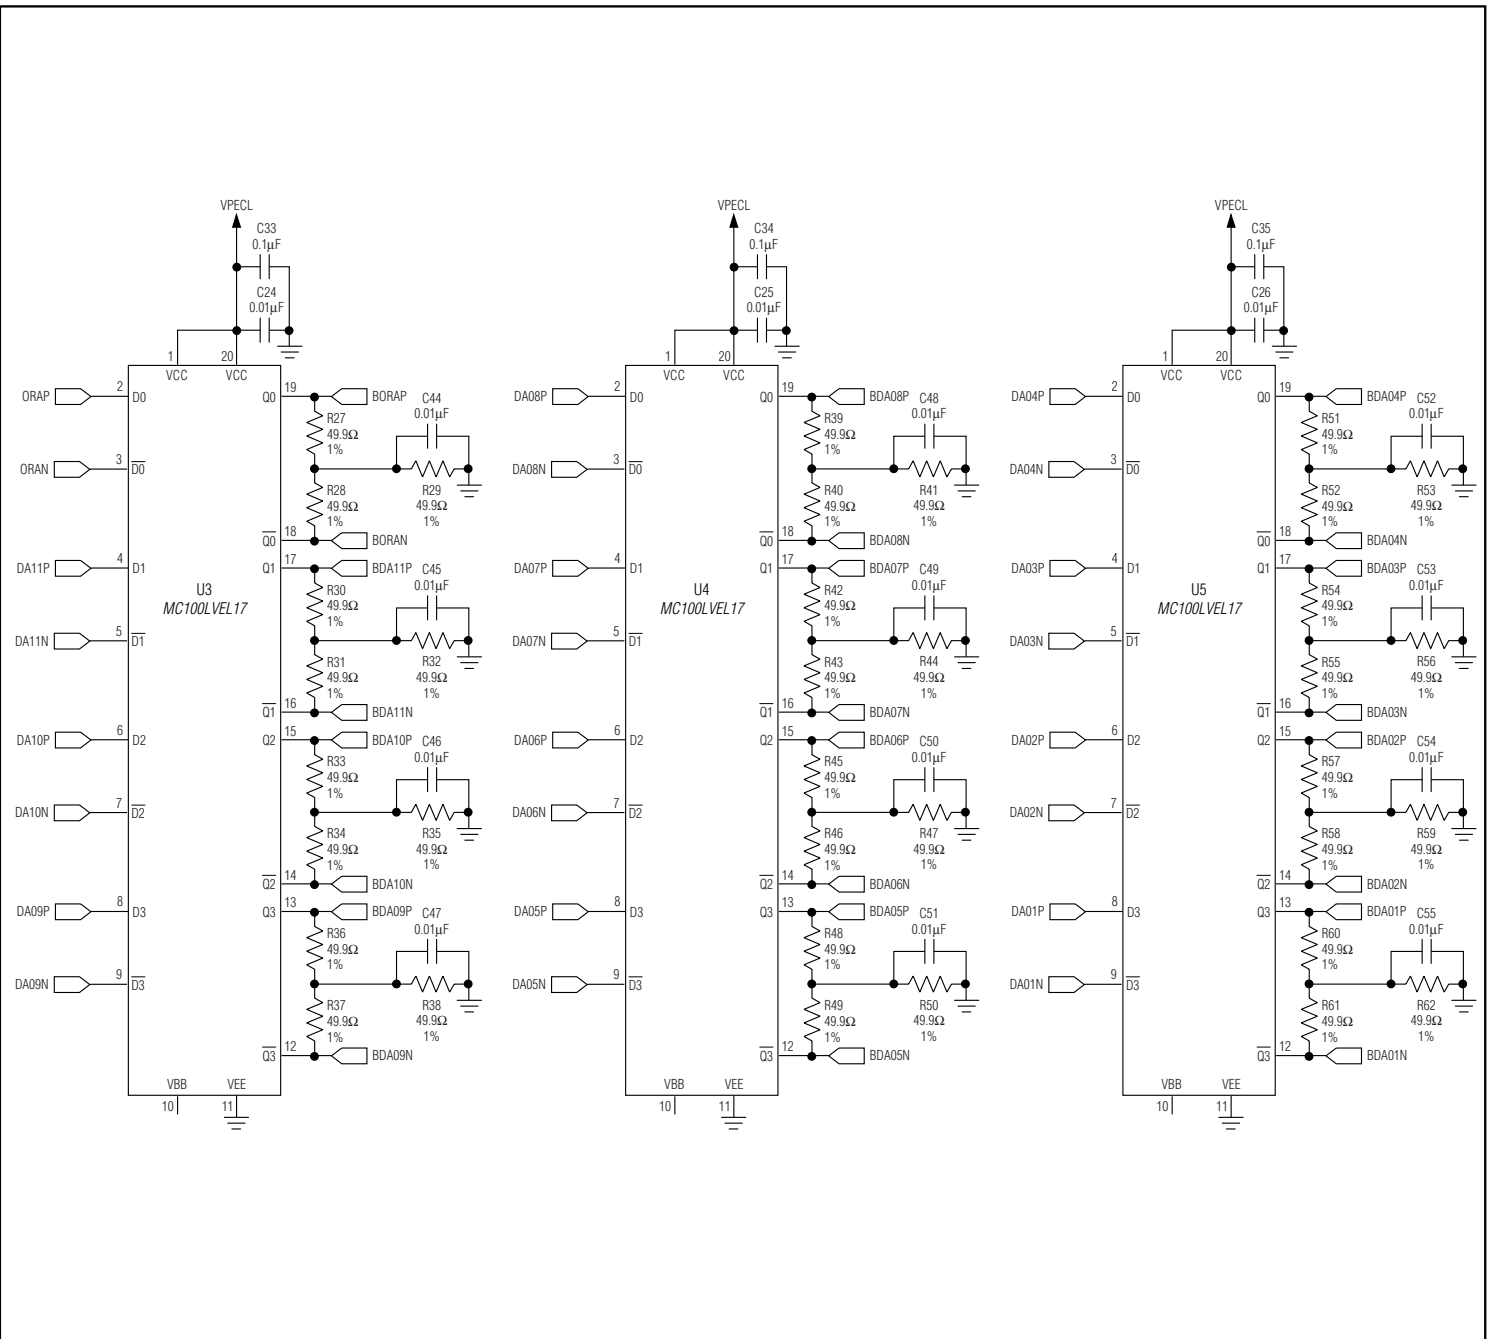 VPECL
C33
0.1µF
C24
0.01µF
1
20
VCC
VCC
ORAP
2
D0
ORAN
3
D0
DA11P
4
D1
DA11N
5
D1
DA10P
6
D2
DA10N
7
D2
DA09P
8
D3
DA09N
9
D3
U3
MC100LVEL17
Q0
19
BORAP
R27
49.9Ω
1%
C44
0.01µF
R28
49.9Ω
1%
R29
49.9Ω
1%
Q0
18
BORAN
Q1
17
BDA11P
R30
49.9Ω
1%
C45
0.01µF
R31
49.9Ω
1%
R32
49.9Ω
1%
Q1
16
BDA11N
Q2
15
BDA10P
R33
49.9Ω
1%
C46
0.01µF
R34
49.9Ω
1%
R35
49.9Ω
1%
Q2
14
BDA10N
Q3
13
BDA09P
R36
49.9Ω
1%
C47
0.01µF
R37
49.9Ω
1%
R38
49.9Ω
1%
Q3
12
BDA09N
VBB
VEE
10
11
VPECL
C34
0.1µF
C25
0.01µF
1
20
VCC
VCC
DA08P
2
D0
DA08N
3
D0
DA07P
4
D1
DA07N
5
D1
DA06P
6
D2
DA06N
7
D2
DA05P
8
D3
DA05N
9
D3
U4
MC100LVEL17
Q0
19
BDA08P
R39
49.9Ω
1%
C48
0.01µF
R40
49.9Ω
1%
R41
49.9Ω
1%
Q0
18
BDA08N
Q1
17
BDA07P
R42
49.9Ω
1%
C49
0.01µF
R43
49.9Ω
1%
R44
49.9Ω
1%
Q1
16
BDA07N
Q2
15
BDA06P
R45
49.9Ω
1%
C50
0.01µF
R46
49.9Ω
1%
R47
49.9Ω
1%
Q2
14
BDA06N
Q3
13
BDA05P
R48
49.9Ω
1%
C51
0.01µF
R49
49.9Ω
1%
R50
49.9Ω
1%
Q3
12
BDA05N
VBB
VEE
10
11
VPECL
C35
0.1µF
C26
0.01µF
1
20
VCC
VCC
DA04P
2
D0
DA04N
3
D0
DA03P
4
D1
DA03N
5
D1
DA02P
6
D2
DA02N
7
D2
DA01P
8
D3
DA01N
9
D3
U5
MC100LVEL17
Q0
19
BDA04P
R51
49.9Ω
1%
C52
0.01µF
R52
49.9Ω
1%
R53
49.9Ω
1%
Q0
18
BDA04N
Q1
17
BDA03P
R54
49.9Ω
1%
C53
0.01µF
R55
49.9Ω
1%
R56
49.9Ω
1%
Q1
16
BDA03N
Q2
15
BDA02P
R57
49.9Ω
1%
C54
0.01µF
R58
49.9Ω
1%
R59
49.9Ω
1%
Q2
14
BDA02N
Q3
13
BDA01P
R60
49.9Ω
1%
C55
0.01µF
R61
49.9Ω
1%
R62
49.9Ω
1%
Q3
12
BDA01N
VBB
VEE
10
11